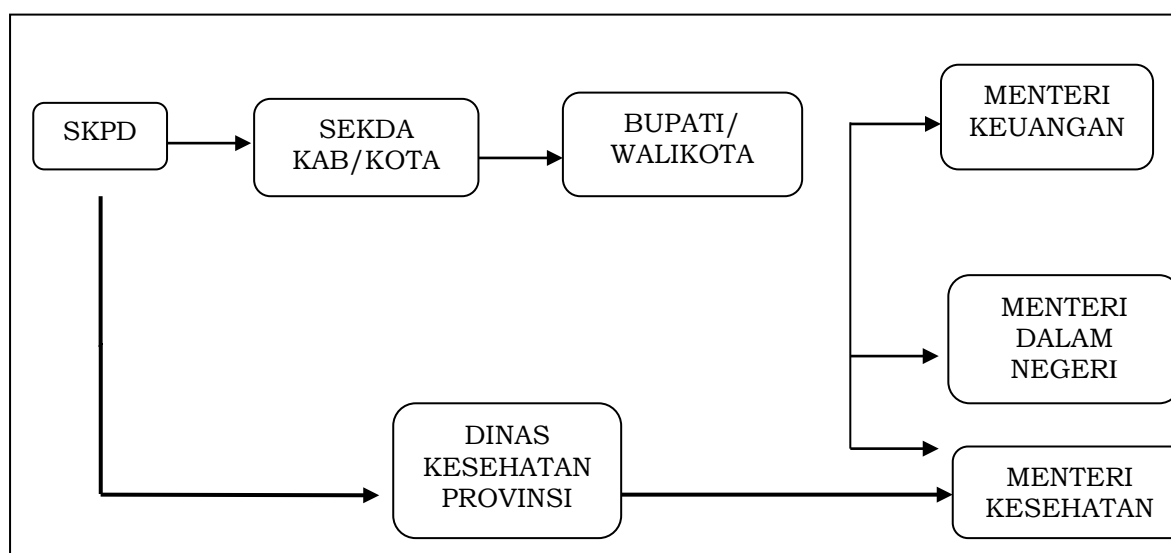 SKPD
SEKDA
KAB/KOTA
BUPATI/
WALIKOTA
MENTERI
KEUANGAN
MENTERI
DALAM
NEGERI
DINAS
KESEHATAN
PROVINSI
MENTERI
KESEHATAN